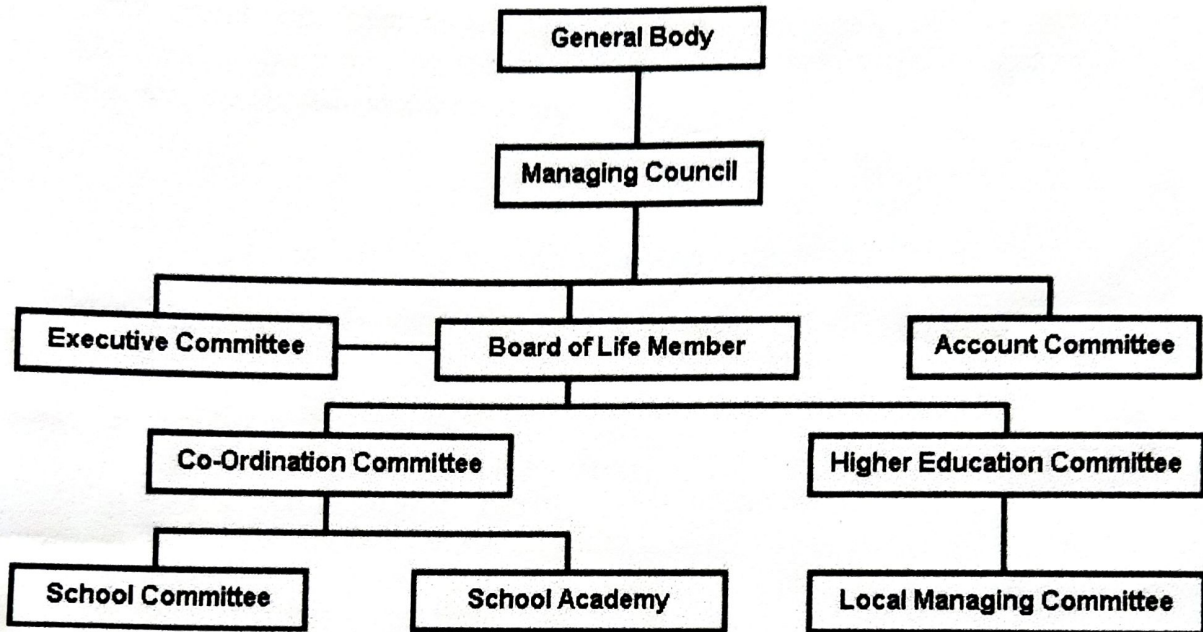 General Body
Managing Council
Executive Committee
Board of Life Member
Account Committee
Co-Ordination Committee
Higher Education Committee
School Committee
School Academy
Local Managing Committee